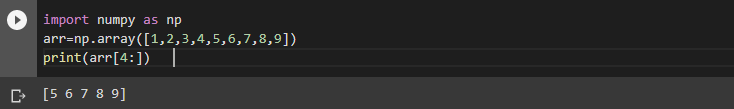 import numpy as np
arr=np.array([1,2,3,4,5,6,7,8,9])
print(arr[4:])
[5 6 7 8 9]